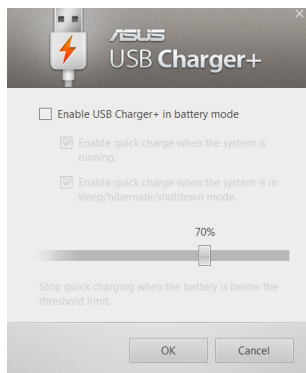 ASUS
USB Charger+
Enable USB Charger+ in battery mode
Enable quick charge when the system is
running.
Enable quick charge when the system is in
sleep/hibernate/shutdown mode.
70%
Stop quick charging when the battery is below the
threshold limit.
OK
Cancel